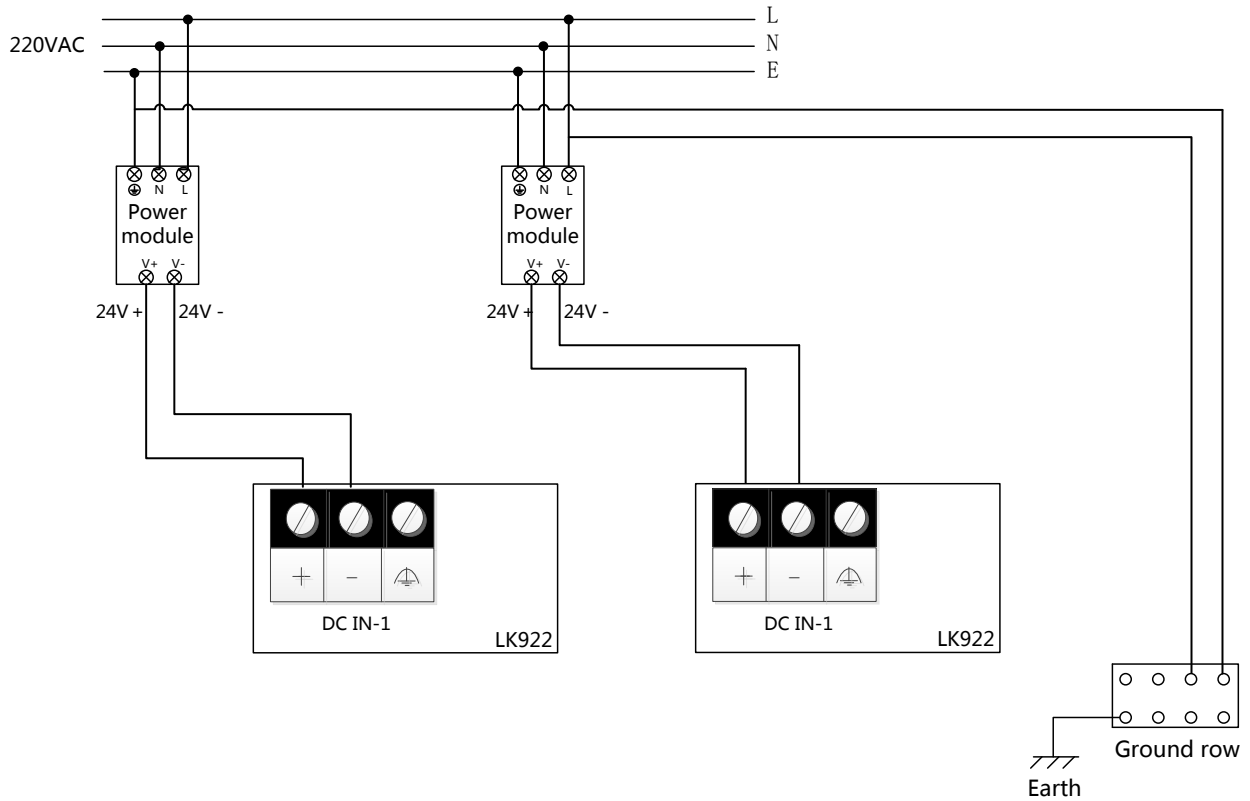 L
220VAC
N
E
N L
Power
module
V+ V-
24V + 24V -
N L
Power
module
V+ V-
24V + 24V -
+ −
DC IN-1
LK922
+ −
DC IN-1
LK922
Ground row
Earth